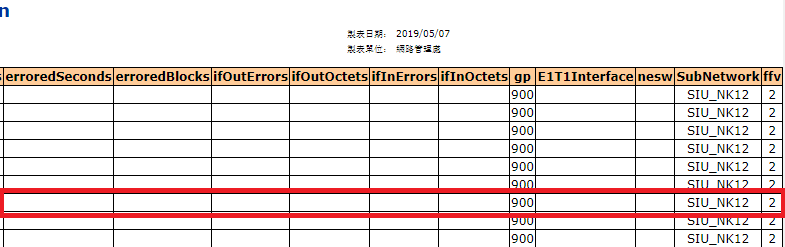 n
製表日期： 2019/05/07
製表單位： 網路管理處
s erroredSeconds erroredBlocks ifOutErrors ifOutOctets ifInErrors ifInOctets gp E1T1Interface nesw SubNetwork ffv
900 SIU_NK12 2
900 SIU_NK12 2
900 SIU_NK12 2
900 SIU_NK12 2
900 SIU_NK12 2
900 SIU_NK12 2
900 SIU_NK12 2
900 SIU_NK12 2
900 SIU_NK12 2